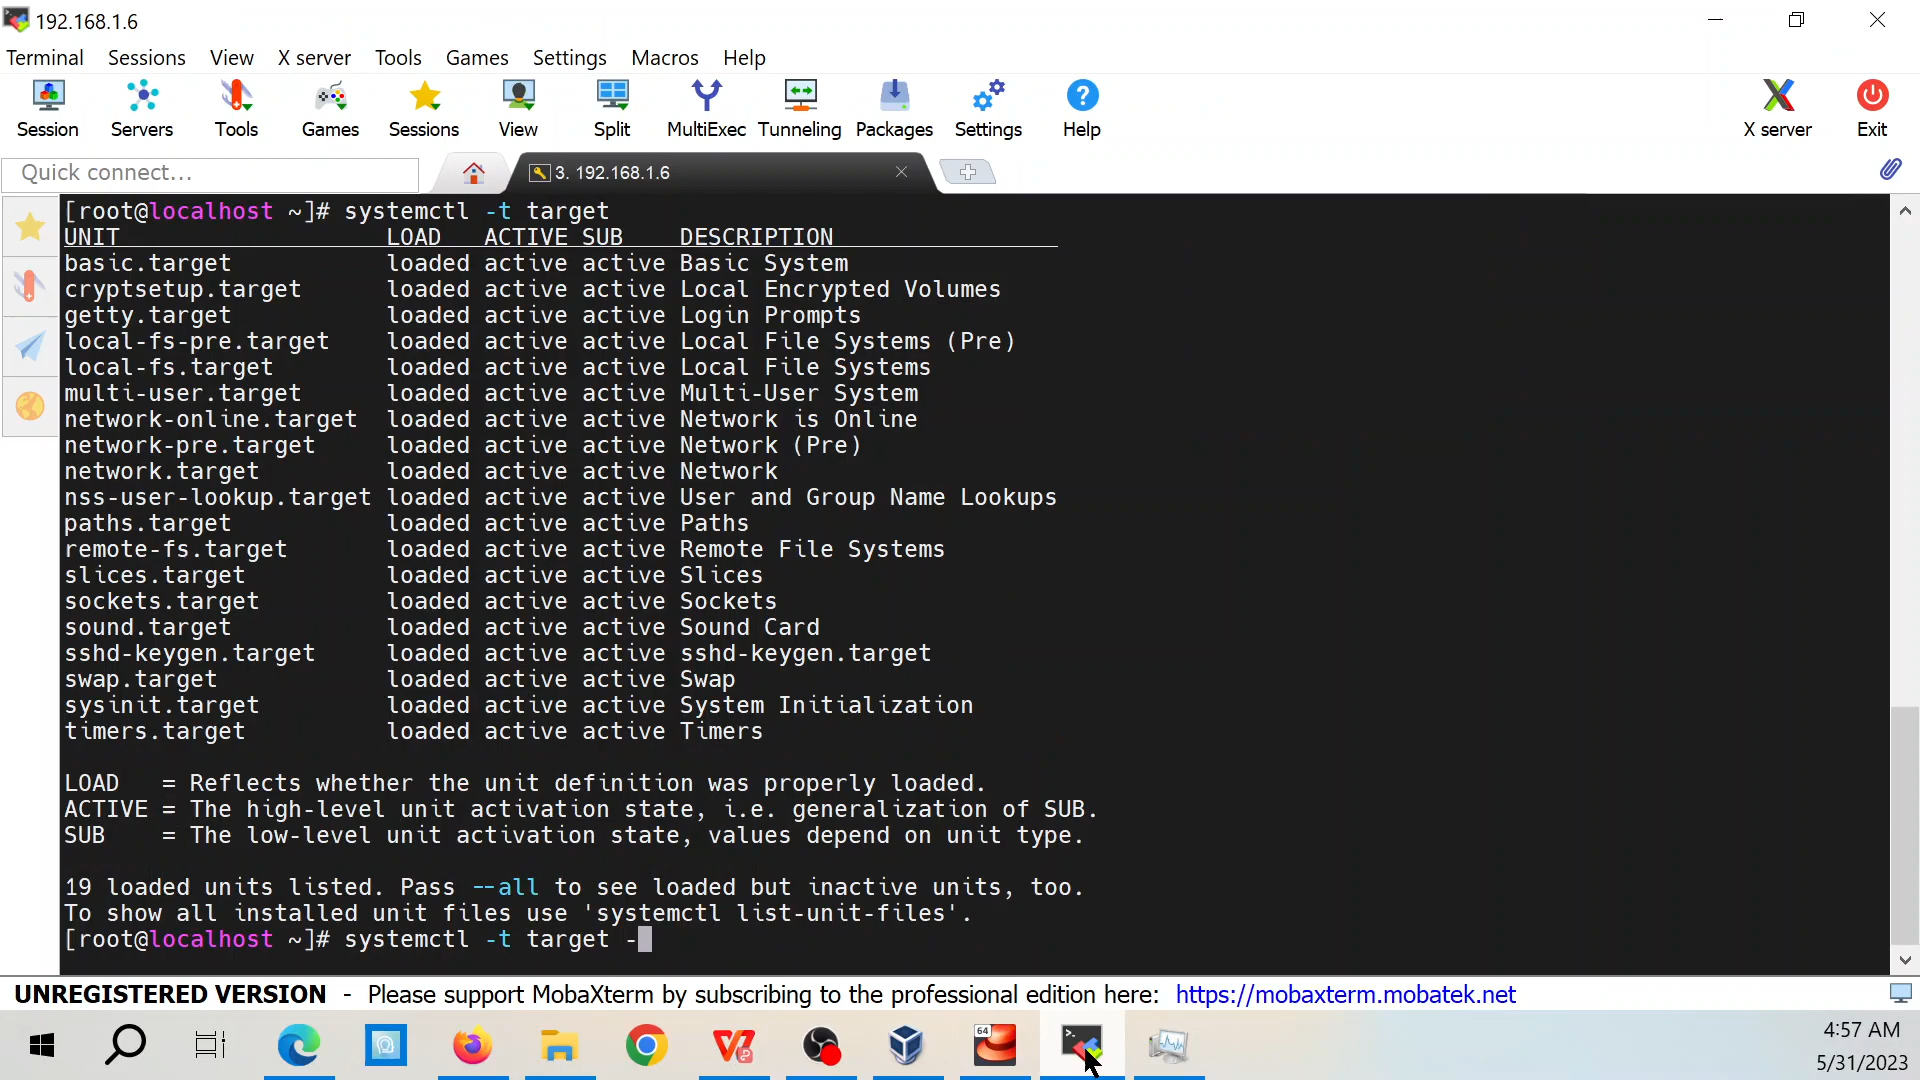 192.168.1.6
Terminal Sessions View X server Tools Games Settings Macros Help
Session Servers Tools Games Sessions View Split MultiExec Tunneling Packages Settings Help X server Exit
Quick connect... 3. 192.168.1.6
[root@localhost ~]# systemctl -t target
UNIT LOAD ACTIVE SUB DESCRIPTION
basic.target loaded active active Basic System
cryptsetup.target loaded active active Local Encrypted Volumes
getty.target loaded active active Login Prompts
local-fs-pre.target loaded active active Local File Systems (Pre)
local-fs.target loaded active active Local File Systems
multi-user.target loaded active active Multi-User System
network-online.target loaded active active Network is Online
network-pre.target loaded active active Network (Pre)
network.target loaded active active Network
nss-user-lookup.target loaded active active User and Group Name Lookups
paths.target loaded active active Paths
remote-fs.target loaded active active Remote File Systems
slices.target loaded active active Slices
sockets.target loaded active active Sockets
sound.target loaded active active Sound Card
sshd-keygen.target loaded active active sshd-keygen.target
swap.target loaded active active Swap
sysinit.target loaded active active System Initialization
timers.target loaded active active Timers
LOAD = Reflects whether the unit definition was properly loaded.
ACTIVE = The high-level unit activation state, i.e. generalization of SUB.
SUB = The low-level unit activation state, values depend on unit type.
19 loaded units listed. Pass --all to see loaded but inactive units, too.
To show all installed unit files use 'systemctl list-unit-files'.
[root@localhost ~]# systemctl -t target -
UNREGISTERED VERSION - Please support MobaXterm by subscribing to the professional edition here: https://mobaxterm.mobatek.net
64
4:57 AM
5/31/2023